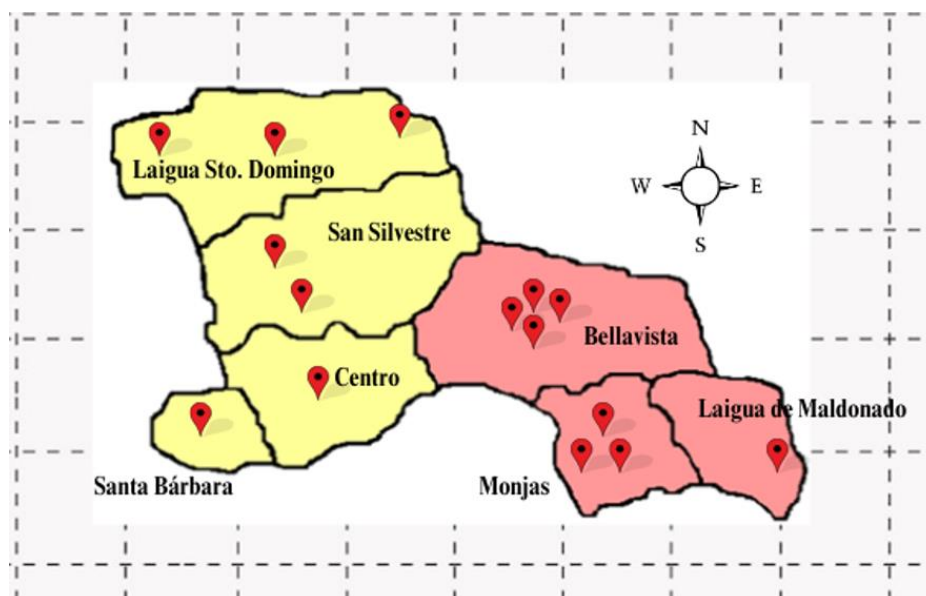 N
Laigua Sto. Domingo
W
E
San Silvestre
S
Bellavista
Centro
Laigua de Maldonado
Santa Bárbara
Monjas